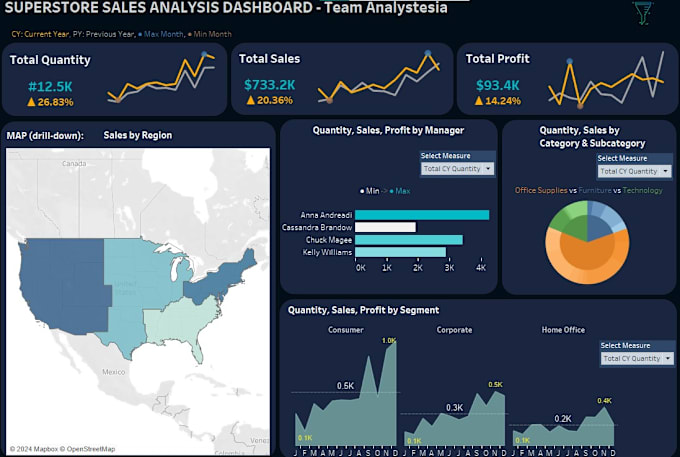 SUPERSTORE SALES ANALYSIS DASHBOARD - Team Analystesia
CY: Current Year, PY: Previous Year, • Max Month, • Min Month
Total Quantity
#12.5K
▲ 26.83%
Total Sales
$733.2K
▲ 20.36%
Total Profit
$93.4K
▲ 14.24%
MAP (drill-down): Sales by Region
Canada
United States
Mexico
Venez
Colombia
© 2024 Mapbox © OpenStreetMap
Quantity, Sales, Profit by Manager
Select Measure
Total CY Quantity
• Min -> • Max
Anna Andreadi
Cassandra Brandow
Chuck Magee
Kelly Williams
0K 1K 2K 3K 4K
Quantity, Sales by
Category & Subcategory
Select Measure
Total CY Quantity
Office Supplies vs Furniture vs Technology
Quantity, Sales, Profit by Segment
Consumer Corporate Home Office
Select Measure
Total CY Quantity
1.0K
0.5K
0.1K
0.5K
0.3K
0.1K
0.4K
0.2K
0.1K
J F M A M J J A S O N D J F M A M J J A S O N D J F M A M J J A S O N D